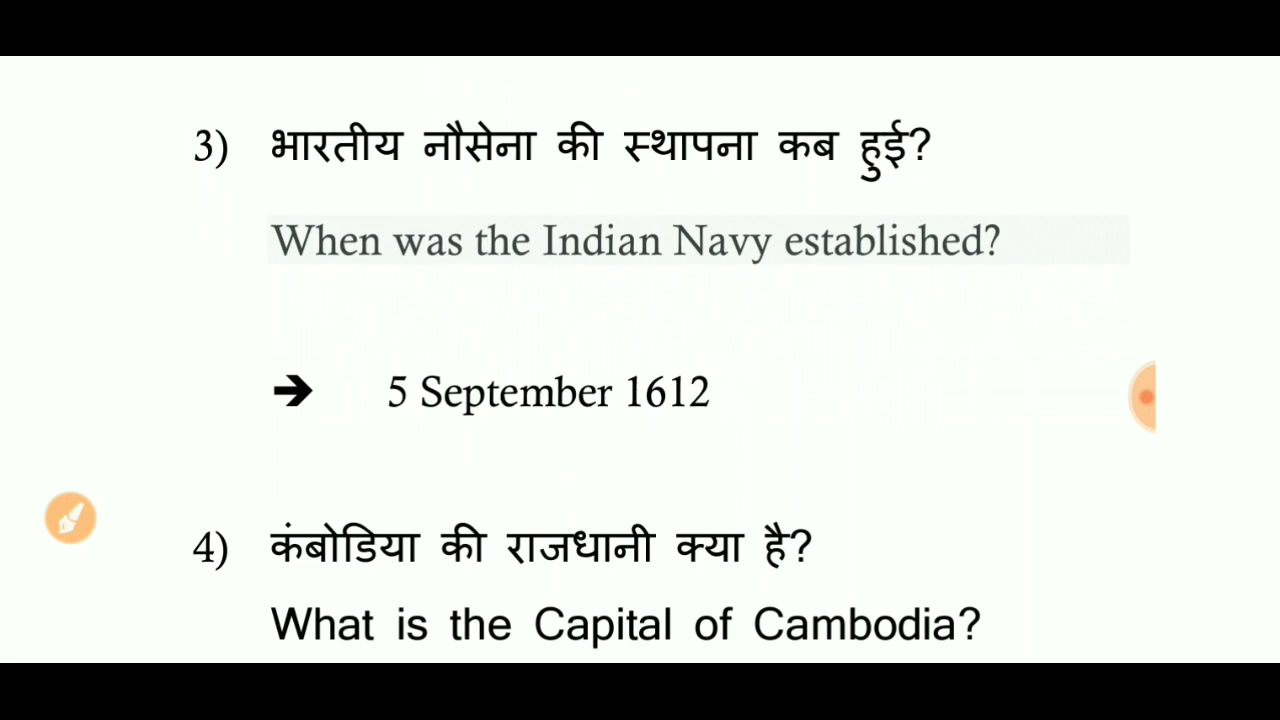 3) भारतीय नौसेना की स्थापना कब हुई?
When was the Indian Navy established?
➔ 5 September 1612
4) कंबोडिया की राजधानी क्या है?
What is the Capital of Cambodia?